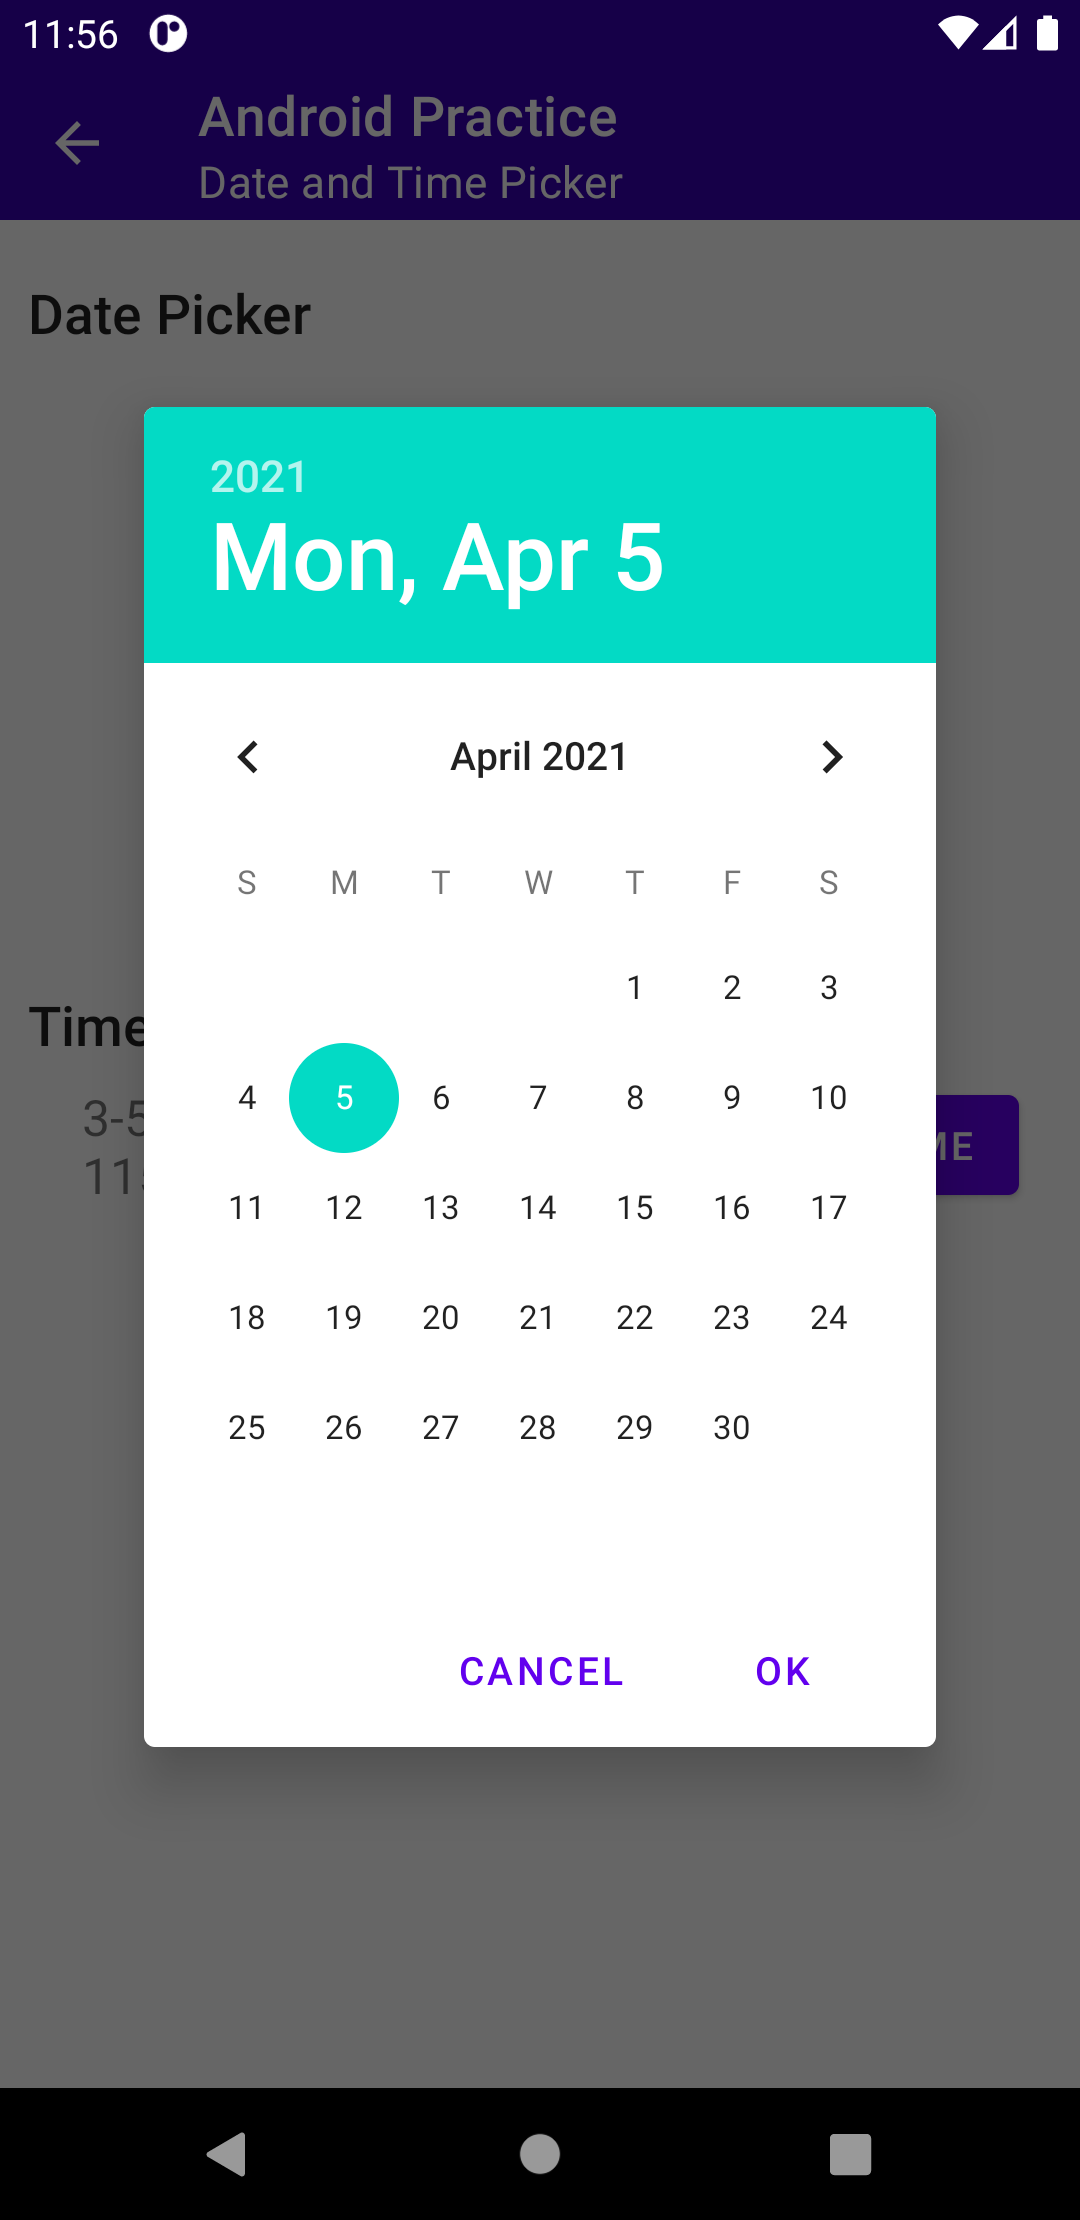 11:56
Android Practice
Date and Time Picker
Date Picker
2021
Mon, Apr 5
April 2021
S M T W T F S
1 2 3
4 5 6 7 8 9 10
11 12 13 14 15 16 17
18 19 20 21 22 23 24
25 26 27 28 29 30
Time
3-5
ME
115
CANCEL OK